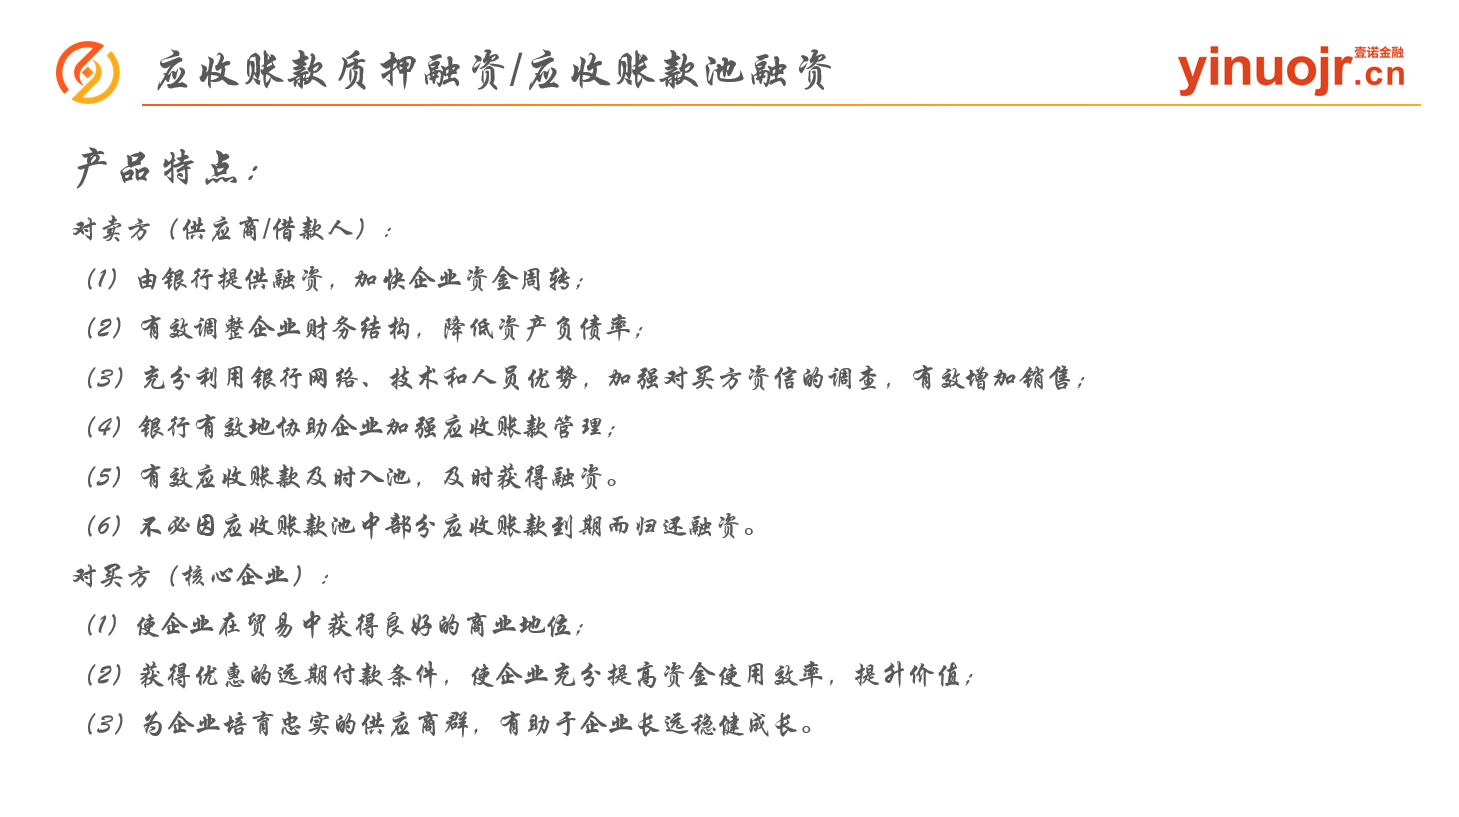 应收账款质押融资/应收账款池融资
yinuojr.cn
壹诺金融
产品特点：
对卖方（供应商/借款人）：
（1）由银行提供融资，加快企业资金周转；
（2）有效调整企业财务结构，降低资产负债率；
（3）充分利用银行网络、技术和人员优势，加强对买方资信的调查，有效增加销售；
（4）银行有效地协助企业加强应收账款管理；
（5）有效应收账款及时入池，及时获得融资。
（6）不必因应收账款池中部分应收账款到期而归还融资。
对买方（核心企业）：
（1）使企业在贸易中获得良好的商业地位；
（2）获得优惠的远期付款条件，使企业充分提高资金使用效率，提升价值；
（3）为企业培育忠实的供应商群，有助于企业长远稳健成长。